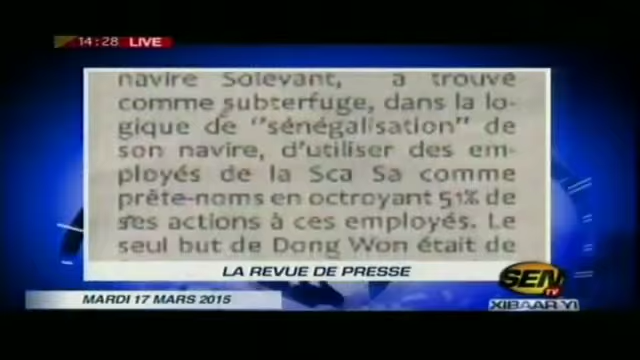 14:28 LIVE
navire Solevant, a trouvé
comme subterfuge, dans la lo-
gique de "sénégalisation" de
son navire, d'utiliser des em-
ployés de la Sca Sa comme
prête-noms en octroyant 51% de
ses actions à ces employés. Le
seul but de Dong Won était de
LA REVUE DE PRESSE
MARDI 17 MARS 2015
SEN TV
XIBAAR YI